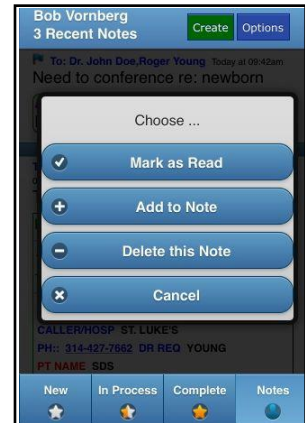 Bob Vornberg
3 Recent Notes
Create
Options
To: Dr. John Doe,Roger Young Today at 09:42am
Need to conference re: newborn
Choose ...
Mark as Read
Add to Note
Delete this Note
Cancel
CALLER/HOSP ST. LUKE'S
PH:: 314-427-7662 DR REQ YOUNG
PT NAME SDS
New
In Process
Complete
Notes